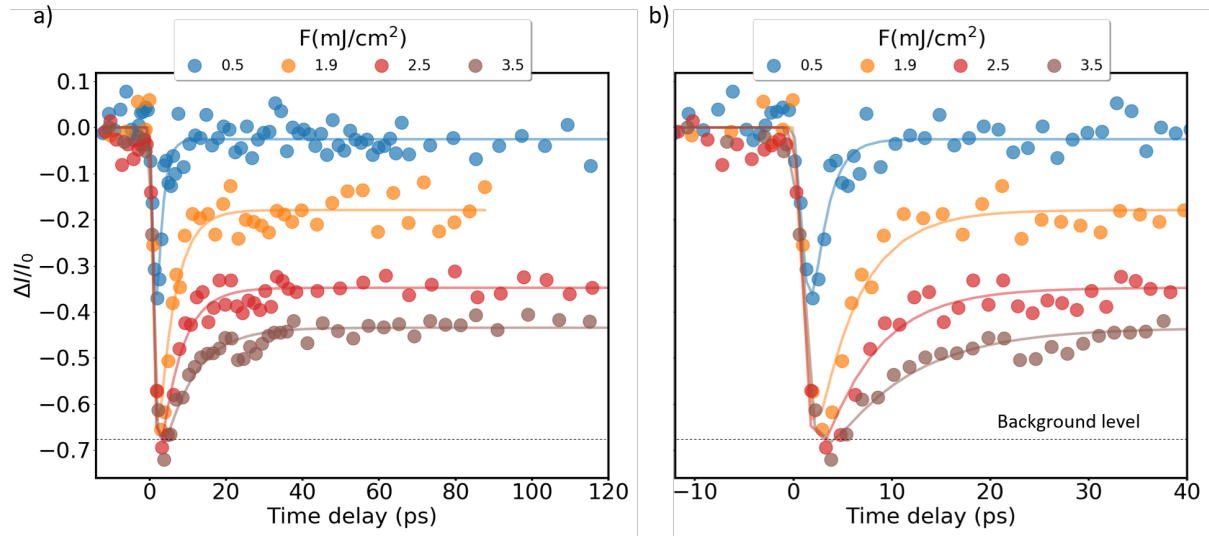 a)
F(mJ/cm²)
0.5 1.9 2.5 3.5
0.1
0.0
−0.1
−0.2
−0.3
−0.4
−0.5
−0.6
−0.7
ΔI/I₀
0 20 40 60 80 100 120
Time delay (ps)
b)
F(mJ/cm²)
0.5 1.9 2.5 3.5
Background level
−10 0 10 20 30 40
Time delay (ps)